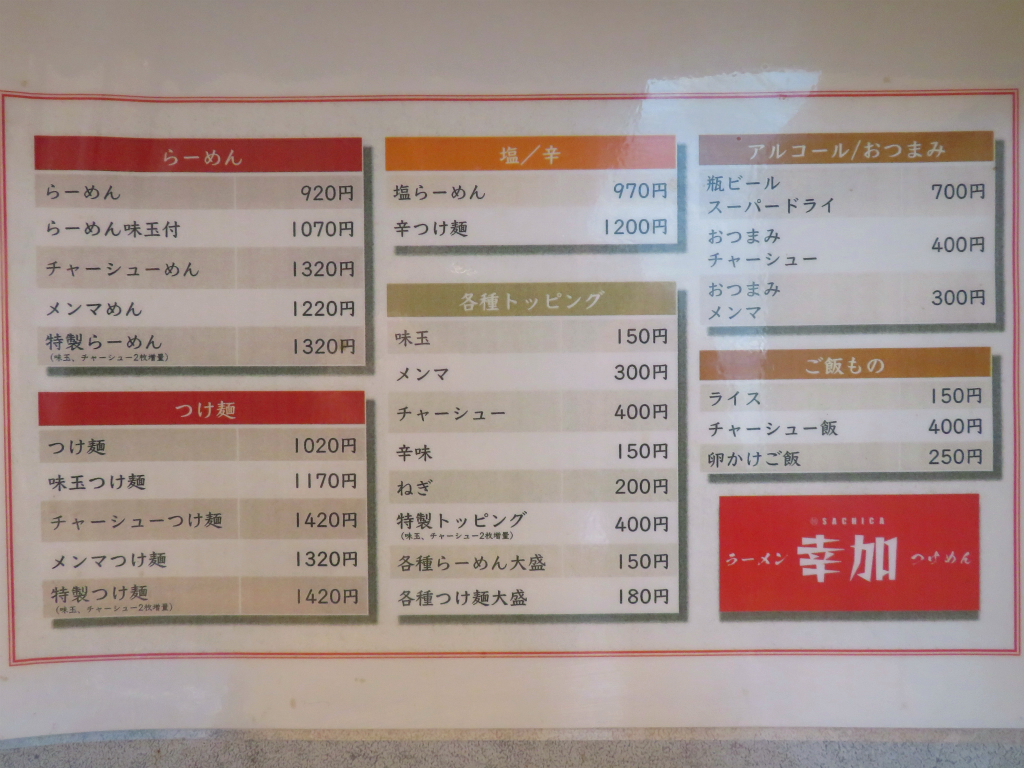 らーめん
らーめん 920円
らーめん味玉付 1070円
チャーシューめん 1320円
メンマめん 1220円
特製らーめん 1320円
(味玉、チャーシュー2枚増量)
つけ麺
つけ麺 1020円
味玉つけ麺 1170円
チャーシューつけ麺 1420円
メンマつけ麺 1320円
特製つけ麺 1420円
(味玉、チャーシュー2枚増量)
塩/辛
塩らーめん 970円
辛つけ麺 1200円
各種トッピング
味玉 150円
メンマ 300円
チャーシュー 400円
辛味 150円
ねぎ 200円
特製トッピング 400円
(味玉、チャーシュー2枚増量)
各種らーめん大盛 150円
各種つけ麺大盛 180円
アルコール/おつまみ
瓶ビール
スーパードライ 700円
おつまみ
チャーシュー 400円
おつまみ
メンマ 300円
ご飯もの
ライス 150円
チャーシュー飯 400円
卵かけご飯 250円
SACHICA
ラーメン 幸加 つけめん